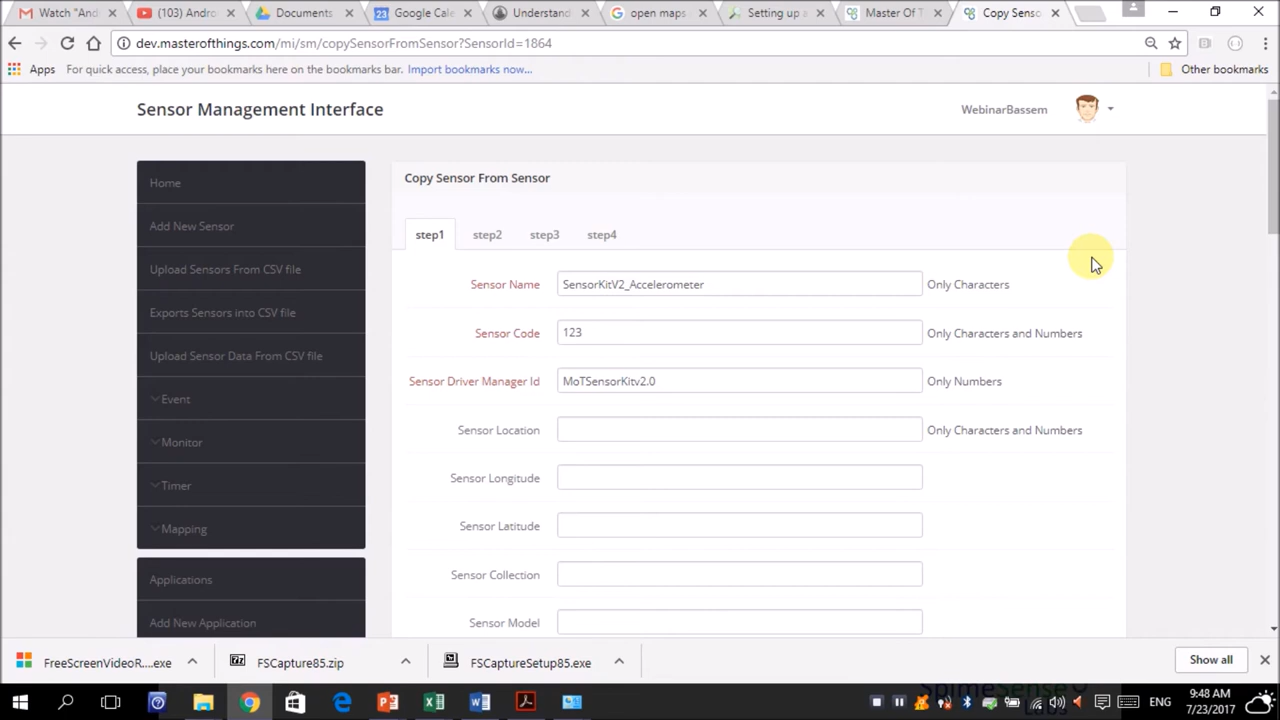 Watch "And
(103) Andro
Documents
Google Cale
Understand
open maps
Setting up a
Master Of T
Copy Senso
dev.masterofthings.com/mi/sm/copySensorFromSensor?SensorId=1864
Apps For quick access, place your bookmarks here on the bookmarks bar. Import bookmarks now... Other bookmarks
Sensor Management Interface
WebinarBassem
Home
Add New Sensor
Upload Sensors From CSV file
Exports Sensors into CSV file
Upload Sensor Data From CSV file
Event
Monitor
Timer
Mapping
Applications
Add New Application
Copy Sensor From Sensor
step1 step2 step3 step4
Sensor Name SensorKitV2_Accelerometer Only Characters
Sensor Code 123 Only Characters and Numbers
Sensor Driver Manager Id MoTSensorKitv2.0 Only Numbers
Sensor Location Only Characters and Numbers
Sensor Longitude
Sensor Latitude
Sensor Collection
Sensor Model
FreeScreenVideoR....exe
FSCapture85.zip
FSCaptureSetup85.exe
Show all
SpimeSense
ENG
9:48 AM
7/23/2017